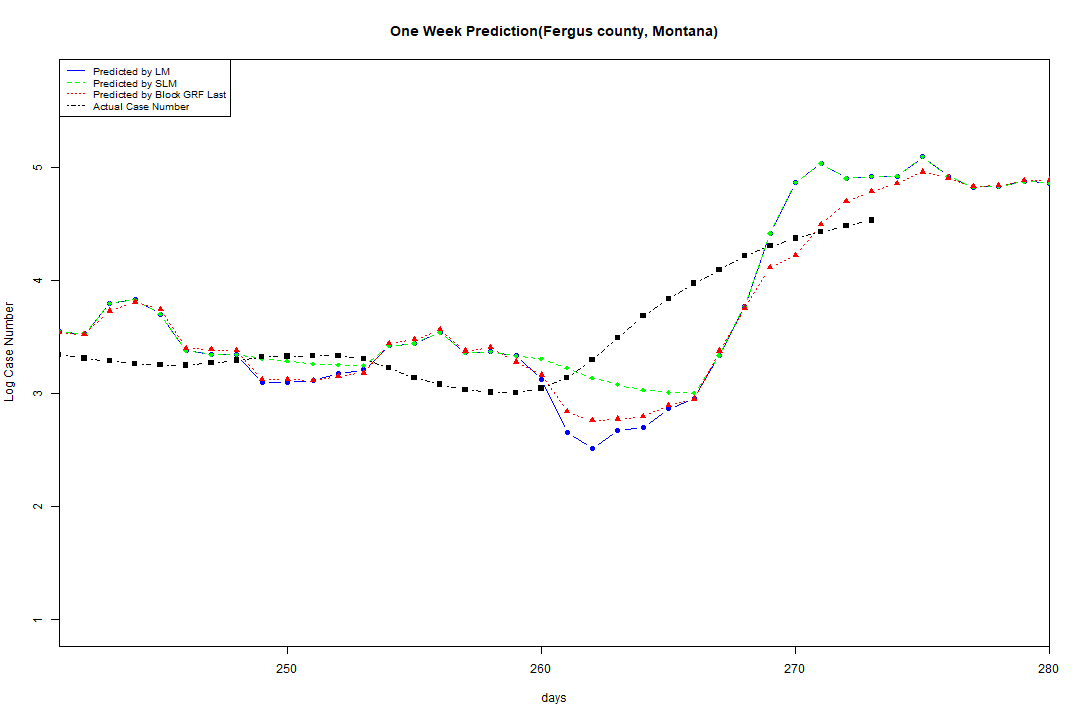 One Week Prediction(Fergus county, Montana)
Predicted by LM
Predicted by SLM
Predicted by Block GRF Last
Actual Case Number
5
4
3
2
1
Log Case Number
250 260 270 280
days